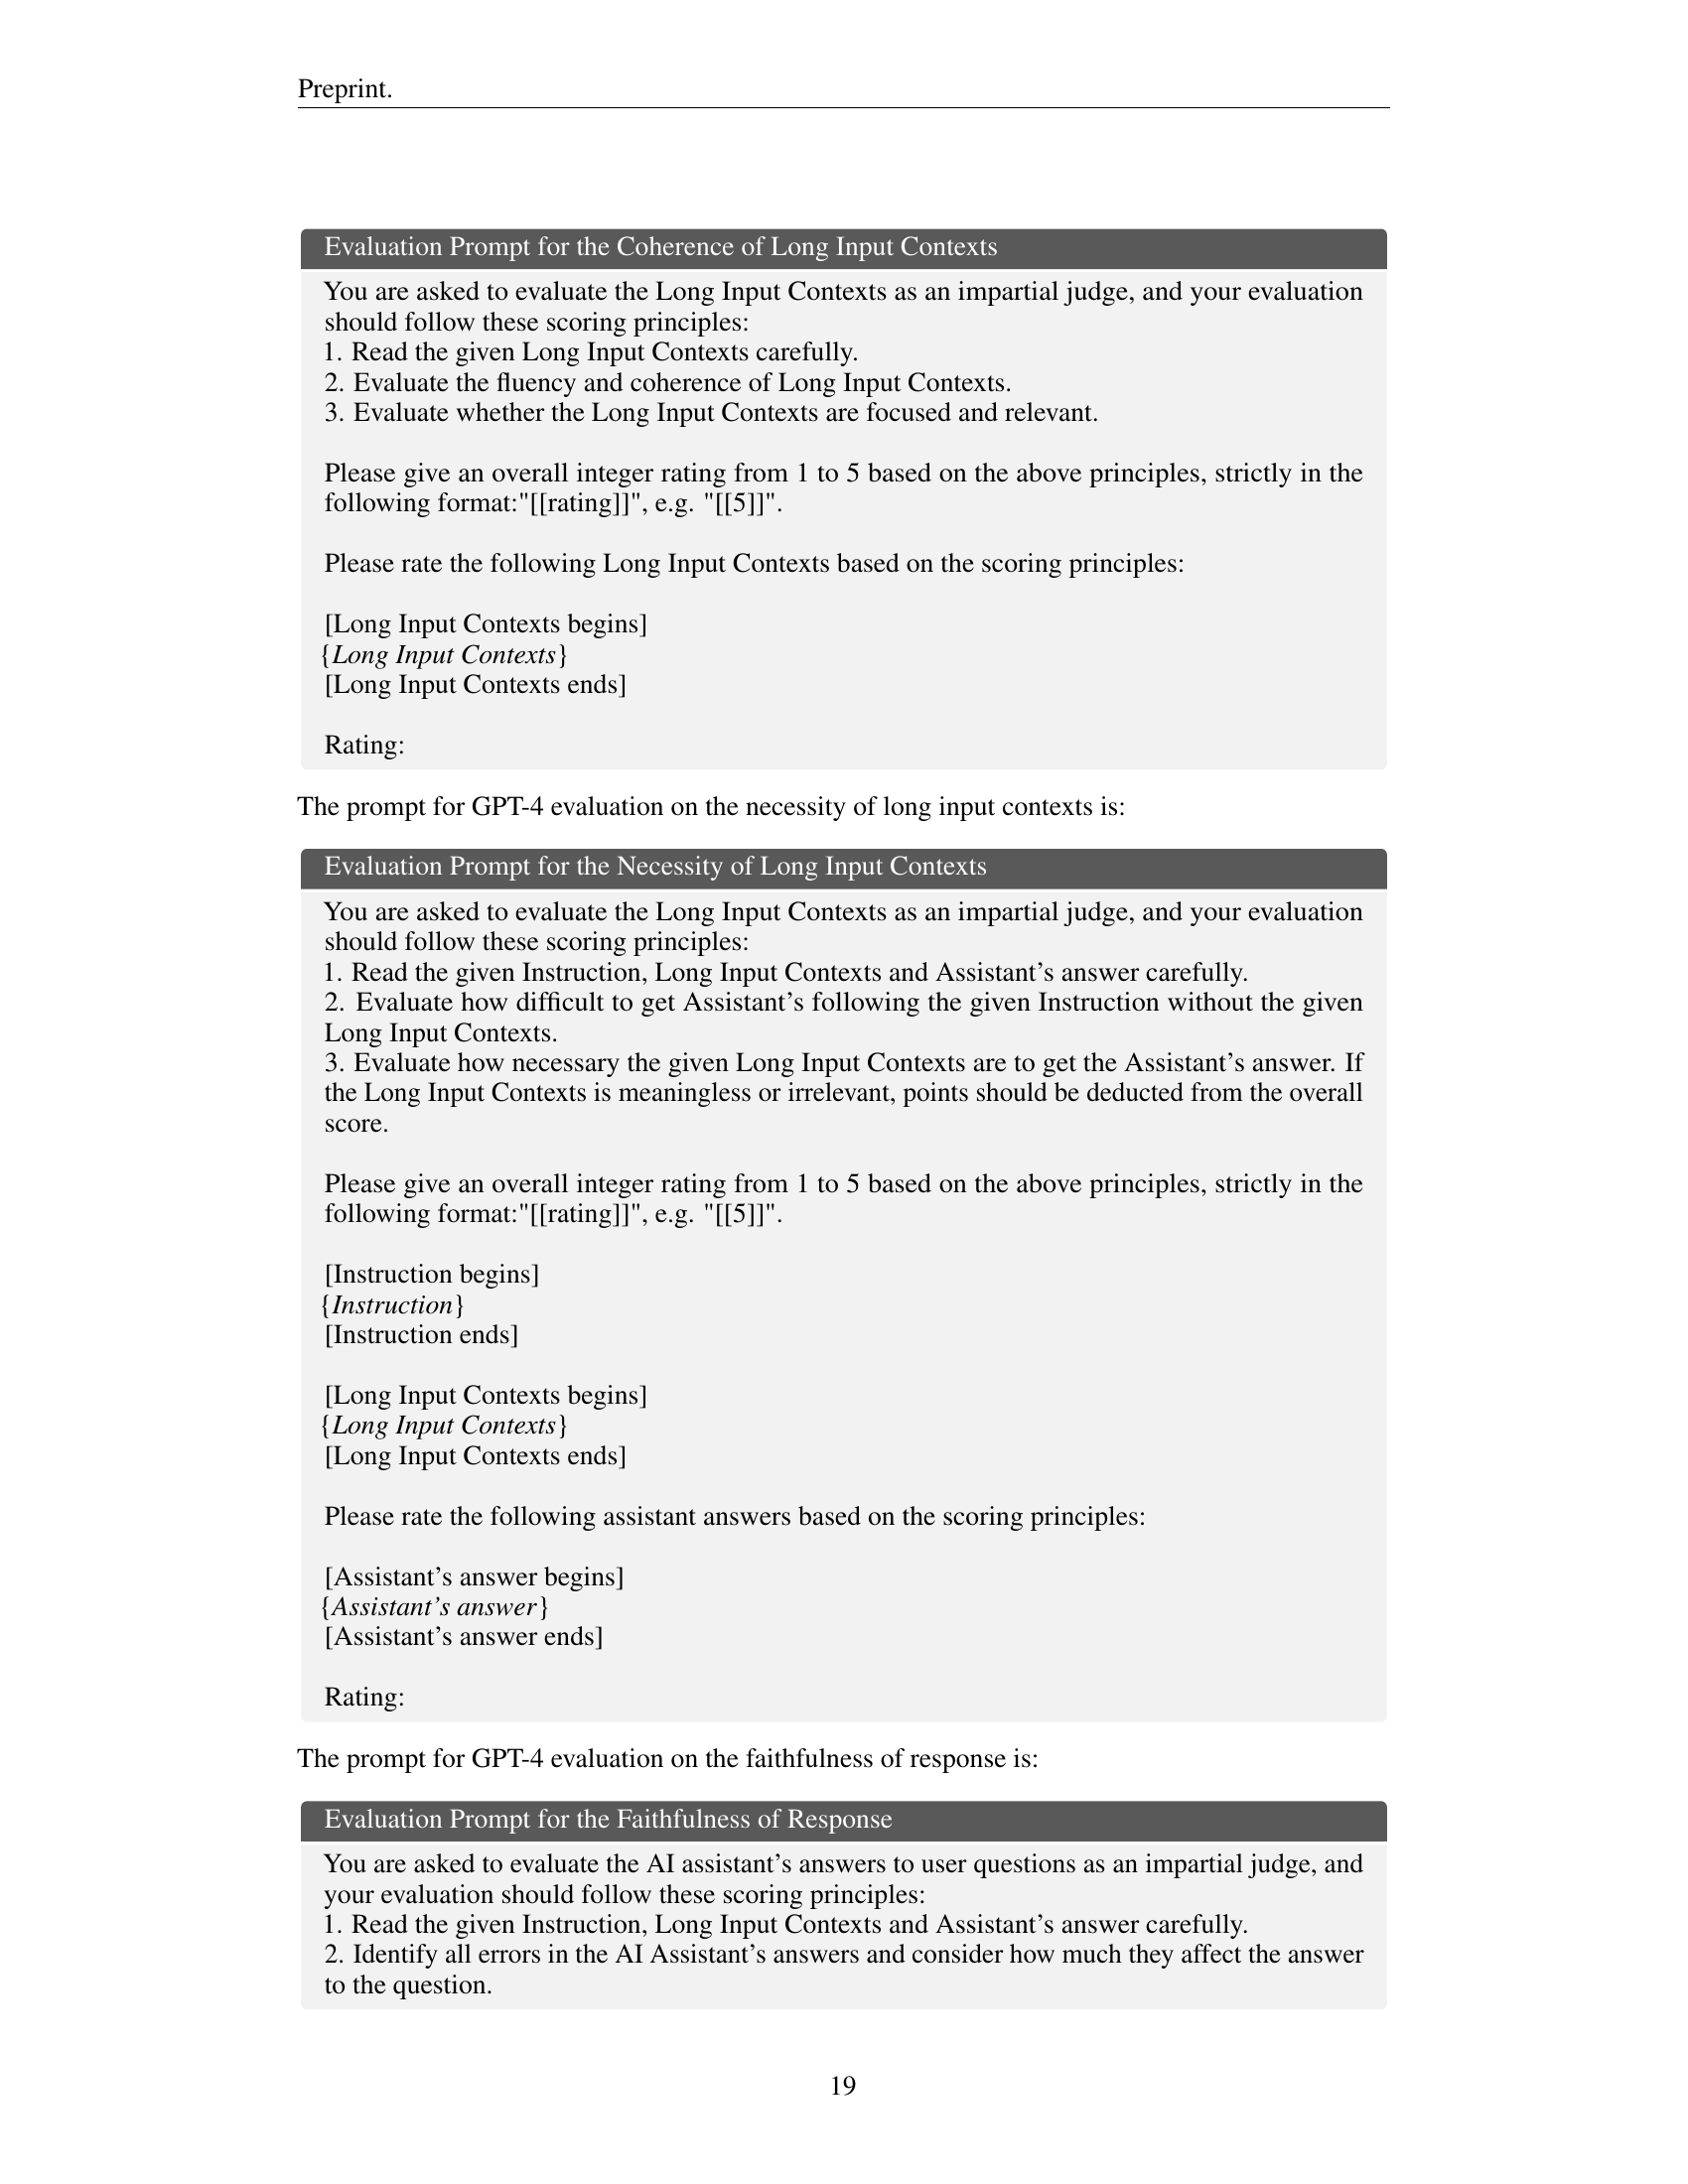 Preprint.
Evaluation Prompt for the Coherence of Long Input Contexts
You are asked to evaluate the Long Input Contexts as an impartial judge, and your evaluation
should follow these scoring principles:
1. Read the given Long Input Contexts carefully.
2. Evaluate the fluency and coherence of Long Input Contexts.
3. Evaluate whether the Long Input Contexts are focused and relevant.
Please give an overall integer rating from 1 to 5 based on the above principles, strictly in the
following format:"[[rating]]", e.g. "[[5]]".
Please rate the following Long Input Contexts based on the scoring principles:
[Long Input Contexts begins]
{Long Input Contexts}
[Long Input Contexts ends]
Rating:
The prompt for GPT-4 evaluation on the necessity of long input contexts is:
Evaluation Prompt for the Necessity of Long Input Contexts
You are asked to evaluate the Long Input Contexts as an impartial judge, and your evaluation
should follow these scoring principles:
1. Read the given Instruction, Long Input Contexts and Assistant's answer carefully.
2. Evaluate how difficult to get Assistant's following the given Instruction without the given
Long Input Contexts.
3. Evaluate how necessary the given Long Input Contexts are to get the Assistant's answer. If
the Long Input Contexts is meaningless or irrelevant, points should be deducted from the overall
score.
Please give an overall integer rating from 1 to 5 based on the above principles, strictly in the
following format:"[[rating]]", e.g. "[[5]]".
[Instruction begins]
{Instruction}
[Instruction ends]
[Long Input Contexts begins]
{Long Input Contexts}
[Long Input Contexts ends]
Please rate the following assistant answers based on the scoring principles:
[Assistant's answer begins]
{Assistant's answer}
[Assistant's answer ends]
Rating:
The prompt for GPT-4 evaluation on the faithfulness of response is:
Evaluation Prompt for the Faithfulness of Response
You are asked to evaluate the AI assistant's answers to user questions as an impartial judge, and
your evaluation should follow these scoring principles:
1. Read the given Instruction, Long Input Contexts and Assistant's answer carefully.
2. Identify all errors in the AI Assistant's answers and consider how much they affect the answer
to the question.
19